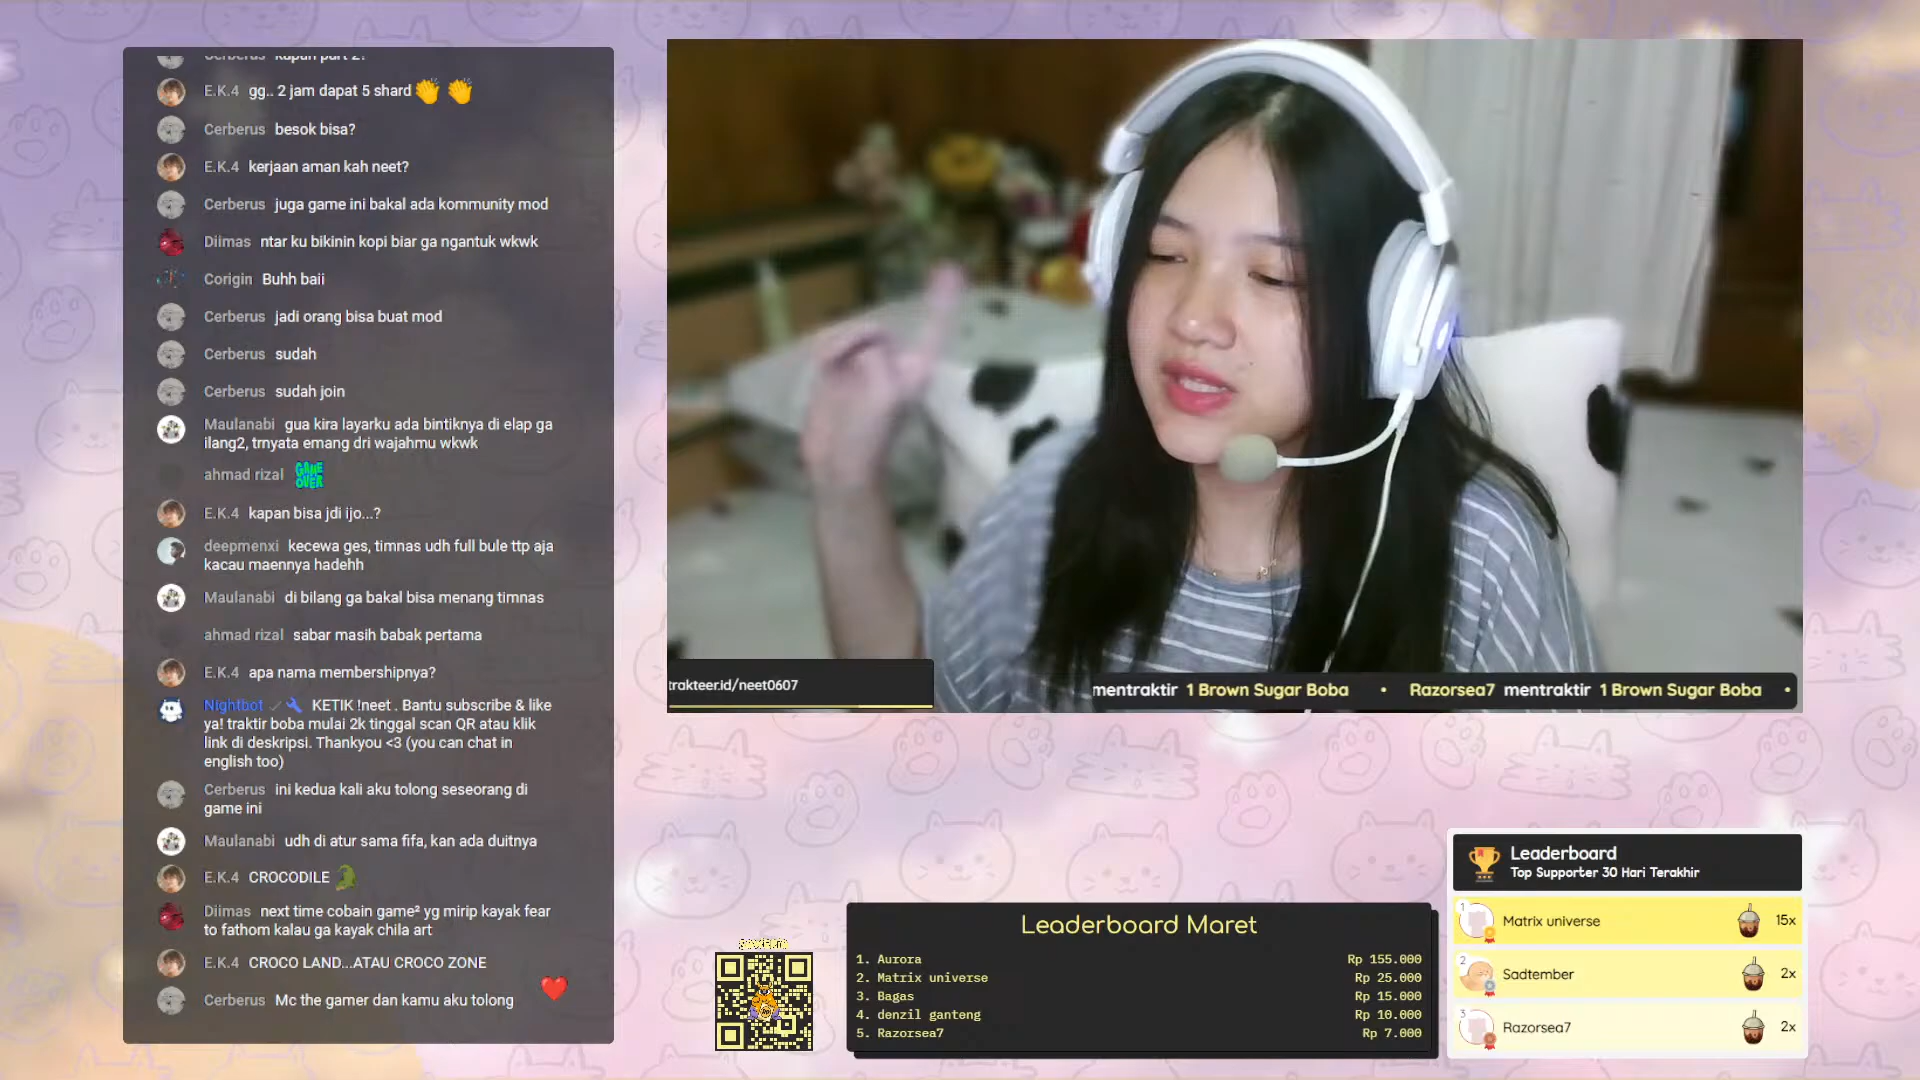 Cerberus kapan part 2?
E.K.4 gg.. 2 jam dapat 5 shard 👏 👏
Cerberus besok bisa?
E.K.4 kerjaan aman kah neet?
Cerberus juga game ini bakal ada kommunity mod
Diimas ntar ku bikinin kopi biar ga ngantuk wkwk
Corigin Buhh baii
Cerberus jadi orang bisa buat mod
Cerberus sudah
Cerberus sudah join
Maulanabi gua kira layarku ada bintiknya di elap ga
ilang2, trnyata emang dri wajahmu wkwk
ahmad rizal GAME OVER
E.K.4 kapan bisa jdi ijo...?
deepmenxi kecewa ges, timnas udh full bule ttp aja
kacau maennya hadehh
Maulanabi di bilang ga bakal bisa menang timnas
ahmad rizal sabar masih babak pertama
E.K.4 apa nama membershipnya?
Nightbot KETIK !neet . Bantu subscribe & like
ya! traktir boba mulai 2k tinggal scan QR atau klik
link di deskripsi. Thankyou <3 (you can chat in
english too)
Cerberus ini kedua kali aku tolong seseorang di
game ini
Maulanabi udh di atur sama fifa, kan ada duitnya
E.K.4 CROCODILE 🐊
Diimas next time cobain game² yg mirip kayak fear
to fathom kalau ga kayak chila art
E.K.4 CROCO LAND...ATAU CROCO ZONE
Cerberus Mc the gamer dan kamu aku tolong
trakteer.id/neet0607
mentraktir 1 Brown Sugar Boba • Razorsea7 mentraktir 1 Brown Sugar Boba •
Leaderboard Maret
1. Aurora Rp 155.000
2. Matrix universe Rp 25.000
3. Bagas Rp 15.000
4. denzil ganteng Rp 10.000
5. Razorsea7 Rp 7.000
Leaderboard
Top Supporter 30 Hari Terakhir
1 Matrix universe 15x
2 Sadtember 2x
3 Razorsea7 2x